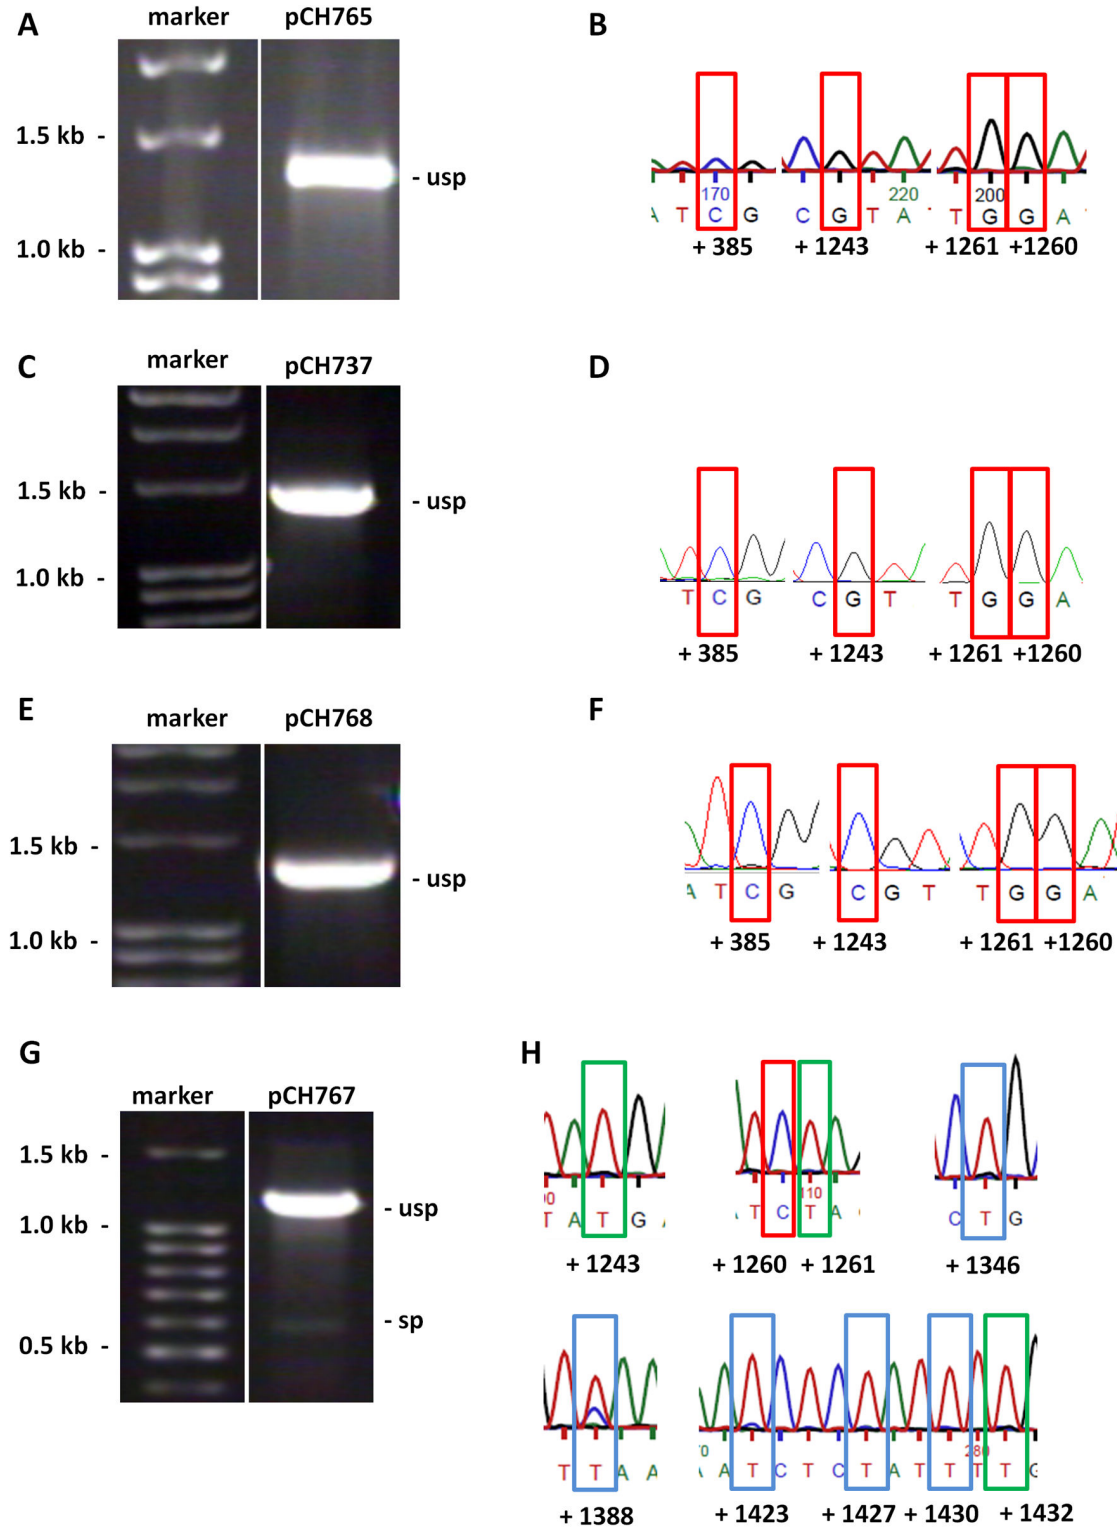 A
marker pCH765
1.5 kb -
- usp
1.0 kb -
B
170 220 200
A T C G C G T A T G G A
+ 385 + 1243 + 1261 +1260
C
marker pCH737
1.5 kb -
- usp
1.0 kb -
D
T C G C G T T G G A
+ 385 + 1243 + 1261 +1260
E
marker pCH768
1.5 kb -
- usp
1.0 kb -
F
A T C G C G T T G G A
+ 385 + 1243 + 1261 +1260
G
marker pCH767
1.5 kb -
- usp
1.0 kb -
- sp
0.5 kb -
H
110
T A T G A T C T A C T G
+ 1243 + 1260 + 1261 + 1346
280
T T A A A A T C T C T A T T T T G
+ 1388 + 1423 + 1427 + 1430 + 1432